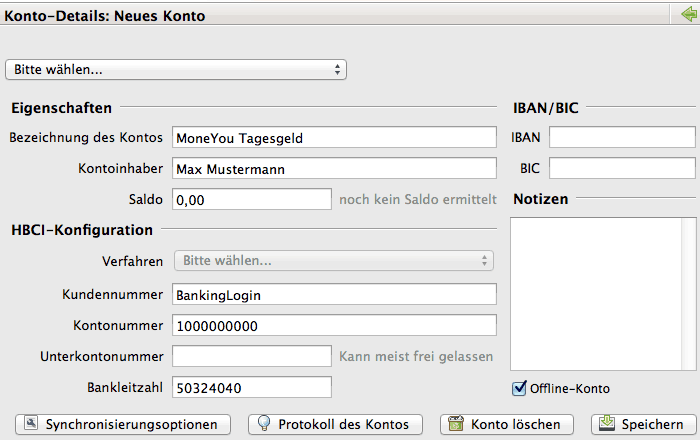 Konto-Details: Neues Konto
Bitte wählen...
Eigenschaften
Bezeichnung des Kontos MoneYou Tagesgeld
Kontoinhaber Max Mustermann
Saldo 0,00 noch kein Saldo ermittelt
HBCI-Konfiguration
Verfahren Bitte wählen...
Kundennummer BankingLogin
Kontonummer 1000000000
Unterkontonummer Kann meist frei gelassen
Bankleitzahl 50324040
IBAN/BIC
IBAN
BIC
Notizen
Offline-Konto
Synchronisierungsoptionen Protokoll des Kontos Konto löschen Speichern